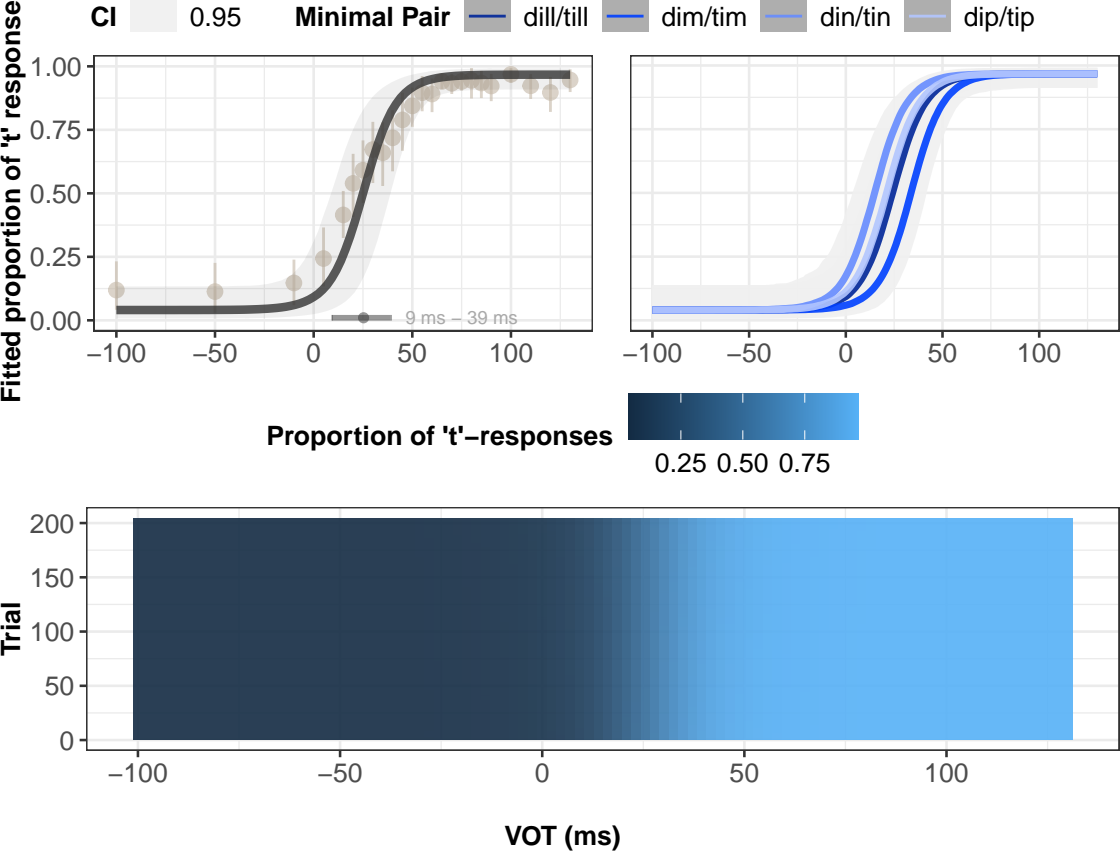 CI 0.95 Minimal Pair dill/till dim/tim din/tin dip/tip
Fitted proportion of 't' response
1.00
0.75
0.50
0.25
0.00
9 ms − 39 ms
−100 −50 0 50 100
−100 −50 0 50 100
Proportion of 't'−responses
0.25 0.50 0.75
Trial
200
150
100
50
0
−100 −50 0 50 100
VOT (ms)